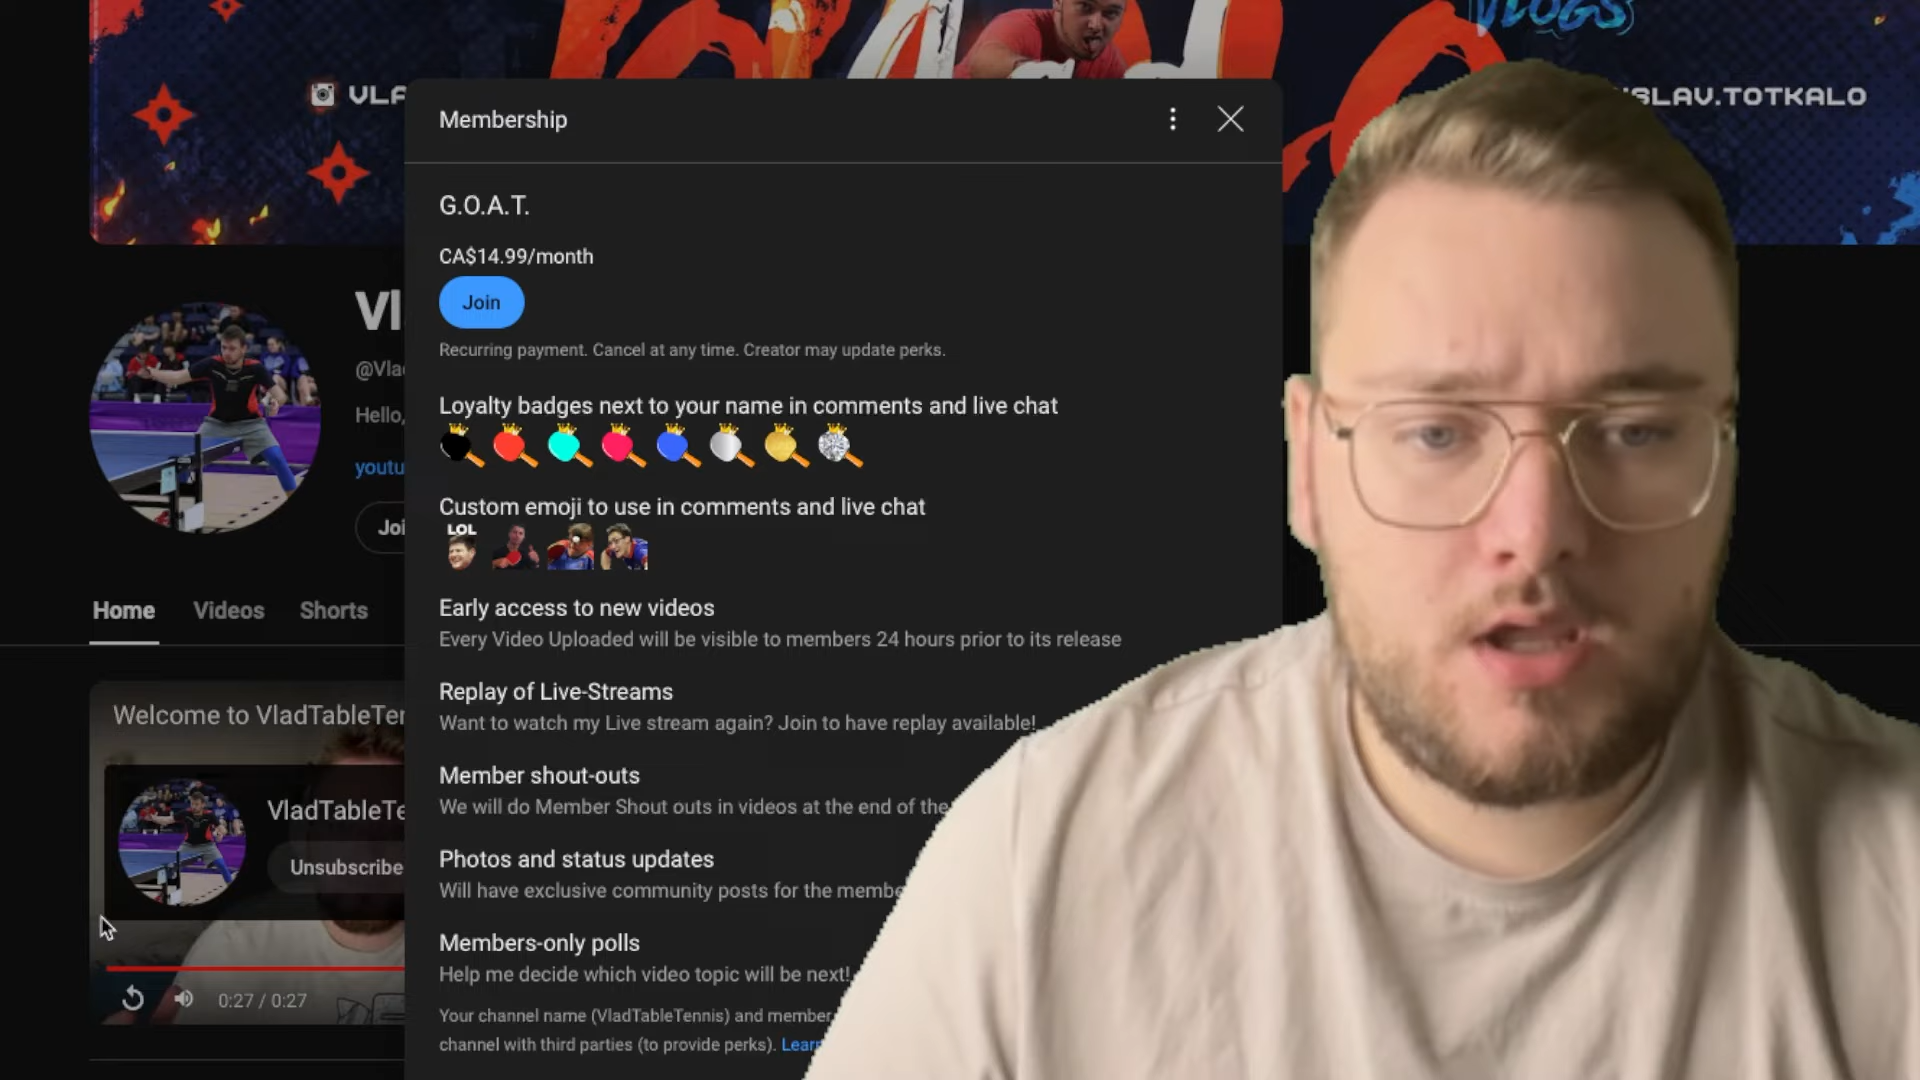 VLOGS
SLAV.TOTKALO
Membership
G.O.A.T.
CA$14.99/month
Join
Recurring payment. Cancel at any time. Creator may update perks.
Loyalty badges next to your name in comments and live chat
Custom emoji to use in comments and live chat
LOL
Early access to new videos
Every Video Uploaded will be visible to members 24 hours prior to its release
Replay of Live-Streams
Want to watch my Live stream again? Join to have replay available!
Member shout-outs
We will do Member Shout outs in videos at the end of the
Photos and status updates
Will have exclusive community posts for the membe
Members-only polls
Help me decide which video topic will be next!
Your channel name (VladTableTennis) and member
channel with third parties (to provide perks). Lear
VLA
Vl
@Vla
Hello,
youtu
Joi
Home Videos Shorts
Welcome to VladTableTe
VladTableTe
Unsubscribe
0:27 / 0:27